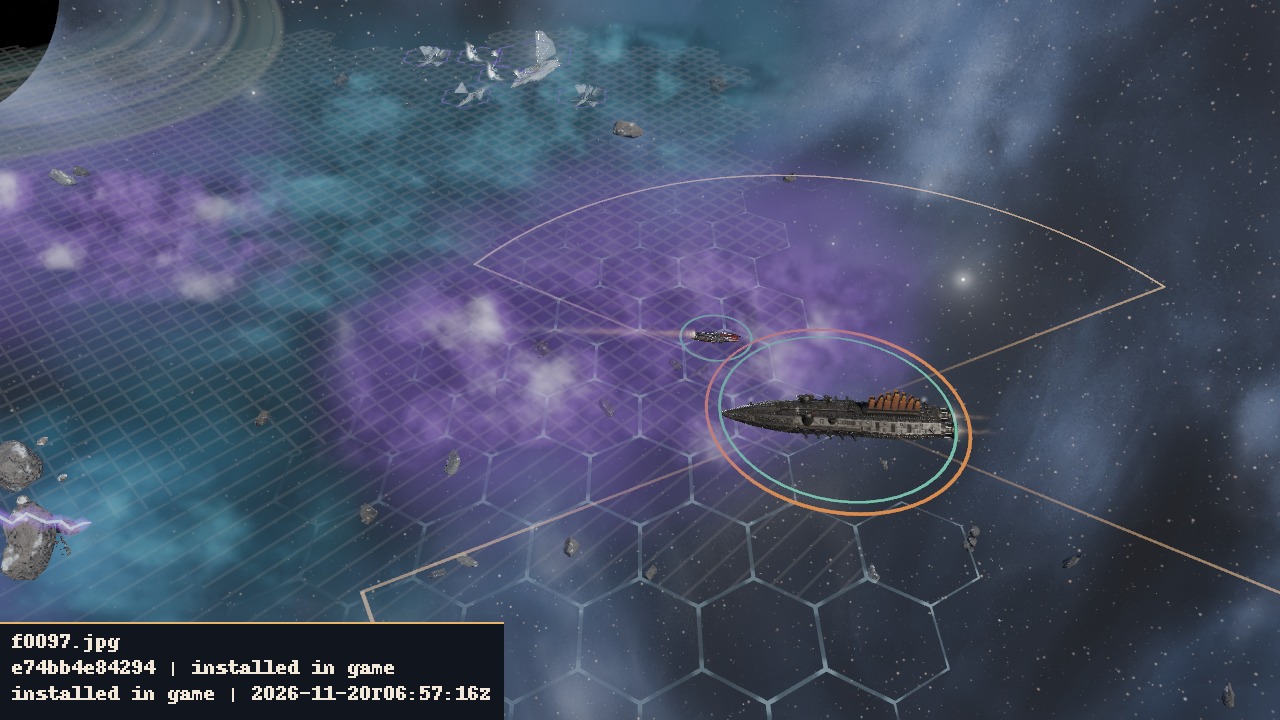 f0097.jpg
e74bb4e84294 | installed in game
installed in game | 2026-11-20T06:57:16Z